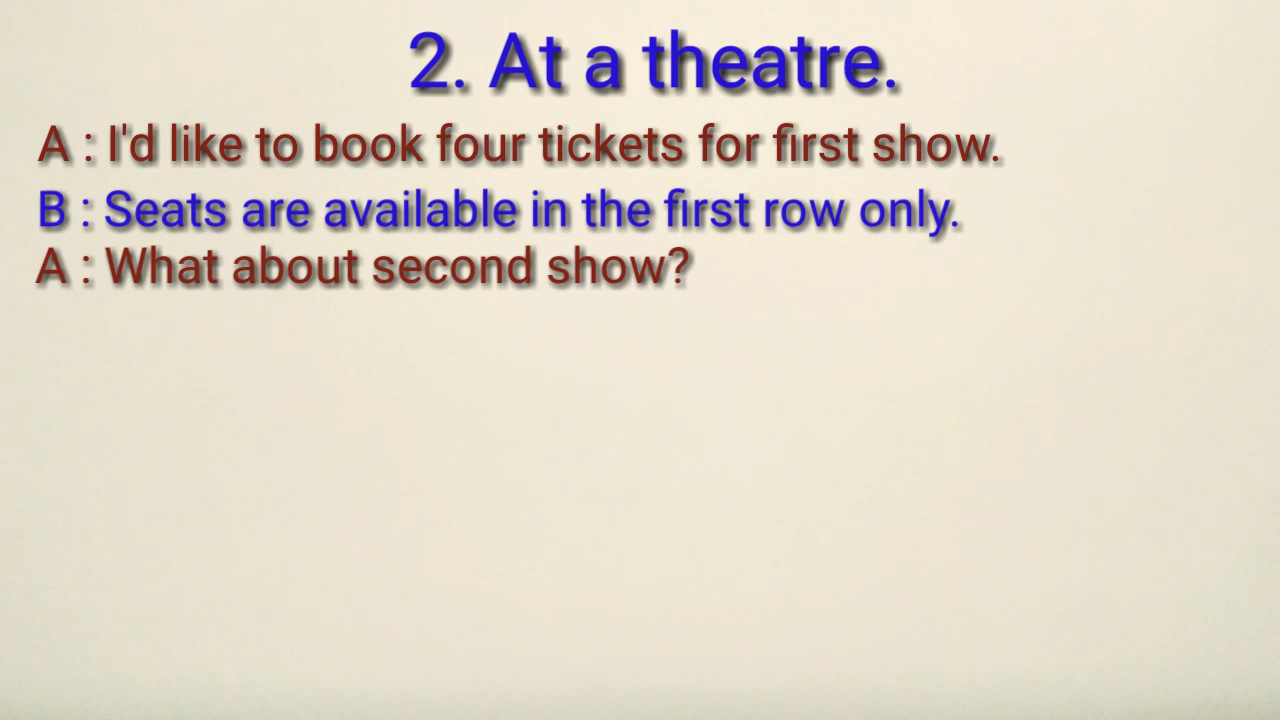 2. At a theatre.
A : I'd like to book four tickets for first show.
B : Seats are available in the first row only.
A : What about second show?